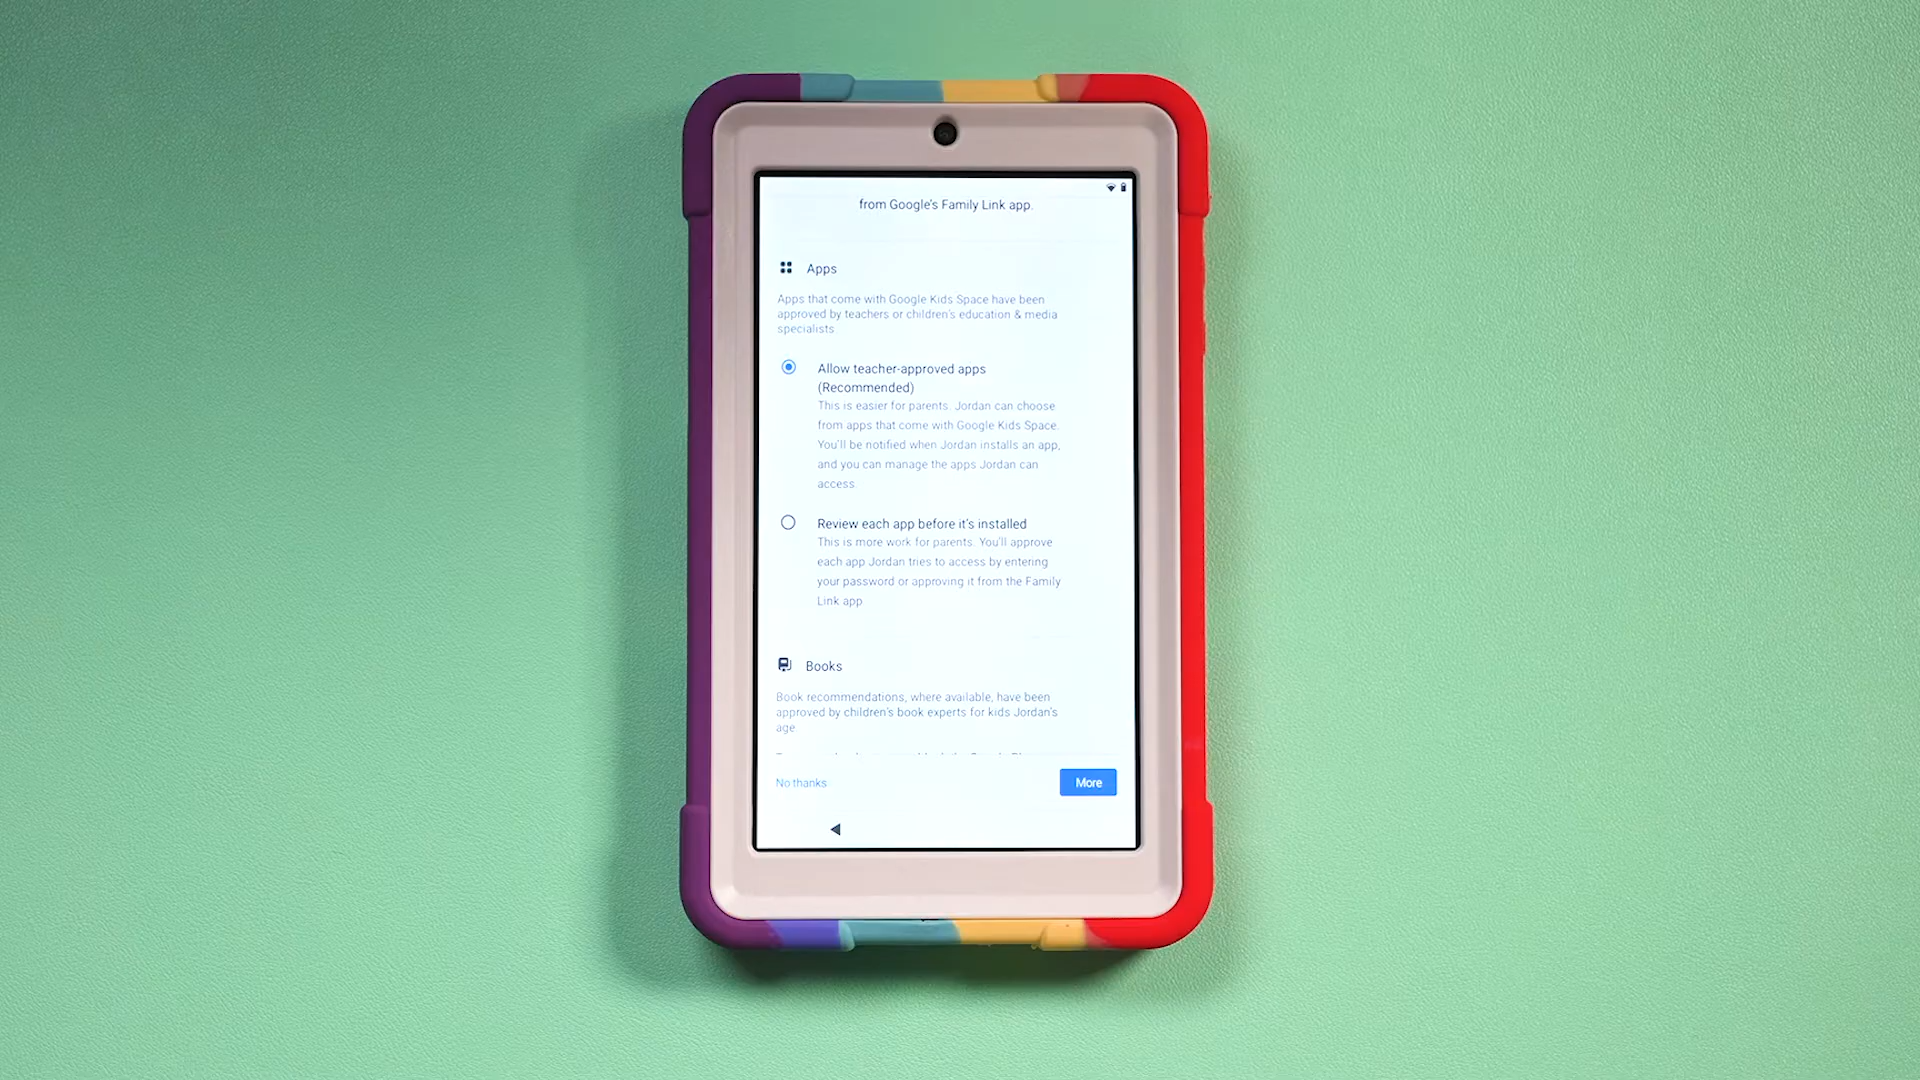 from Google's Family Link app.
Apps
Apps that come with Google Kids Space have been
approved by teachers or children's education & media
specialists
Allow teacher-approved apps
(Recommended)
This is easier for parents. Jordan can choose
from apps that come with Google Kids Space.
You'll be notified when Jordan installs an app,
and you can manage the apps Jordan can
access.
Review each app before it's installed
This is more work for parents. You'll approve
each app Jordan tries to access by entering
your password or approving it from the Family
Link app
Books
Book recommendations, where available, have been
approved by children's book experts for kids Jordan's
age
No thanks
More